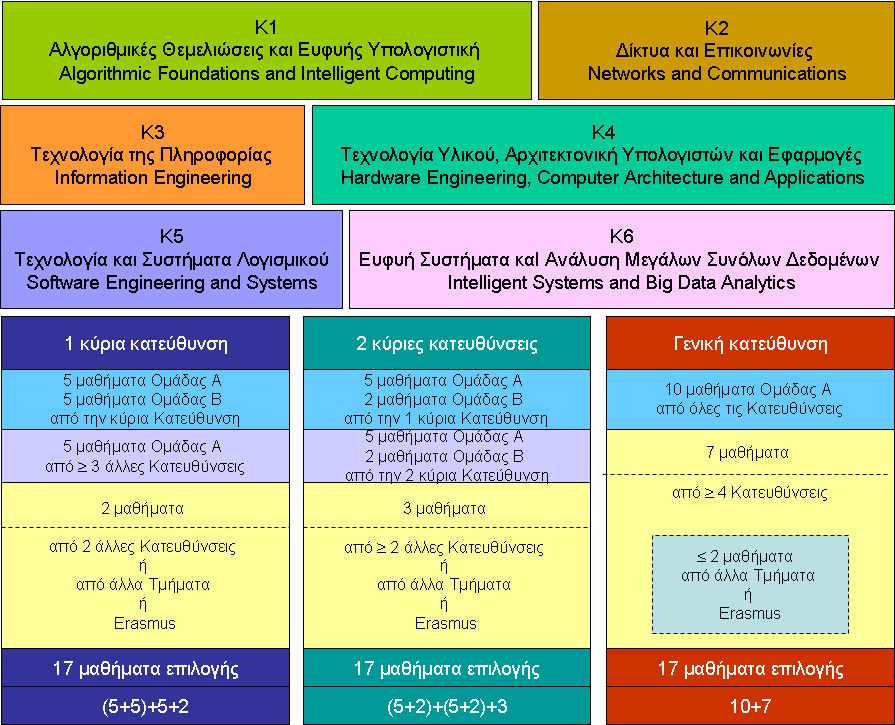 K1
Αλγοριθμικές Θεμελιώσεις και Ευφυής Υπολογιστική
Algorithmic Foundations and Intelligent Computing
K2
Δίκτυα και Επικοινωνίες
Networks and Communications
K3
Τεχνολογία της Πληροφορίας
Information Engineering
K4
Τεχνολογία Υλικού, Αρχιτεκτονική Υπολογιστών και Εφαρμογές
Hardware Engineering, Computer Architecture and Applications
K5
Τεχνολογία και Συστήματα Λογισμικού
Software Engineering and Systems
K6
Ευφυή Συστήματα καΙ Ανάλυση Μεγάλων Συνόλων Δεδομένων
Intelligent Systems and Big Data Analytics
1 κύρια κατεύθυνση
5 μαθήματα Ομάδας Α
5 μαθήματα Ομάδας Β
από την κύρια Κατεύθυνση
5 μαθήματα Ομάδας Α
από ≥ 3 άλλες Κατευθύνσεις
2 μαθήματα
από 2 άλλες Κατευθύνσεις
ή
από άλλα Τμήματα
ή
Erasmus
17 μαθήματα επιλογής
(5+5)+5+2
2 κύριες κατευθύνσεις
5 μαθήματα Ομάδας Α
2 μαθήματα Ομάδας Β
από την 1 κύρια Κατεύθυνση
5 μαθήματα Ομάδας Α
2 μαθήματα Ομάδας Β
από την 2 κύρια Κατεύθυνση
3 μαθήματα
από ≥ 2 άλλες Κατευθύνσεις
ή
από άλλα Τμήματα
ή
Erasmus
17 μαθήματα επιλογής
(5+2)+(5+2)+3
Γενική κατεύθυνση
10 μαθήματα Ομάδας Α
από όλες τις Κατευθύνσεις
7 μαθήματα
από ≥ 4 Κατευθύνσεις
≤ 2 μαθήματα
από άλλα Τμήματα
ή
Erasmus
17 μαθήματα επιλογής
10+7